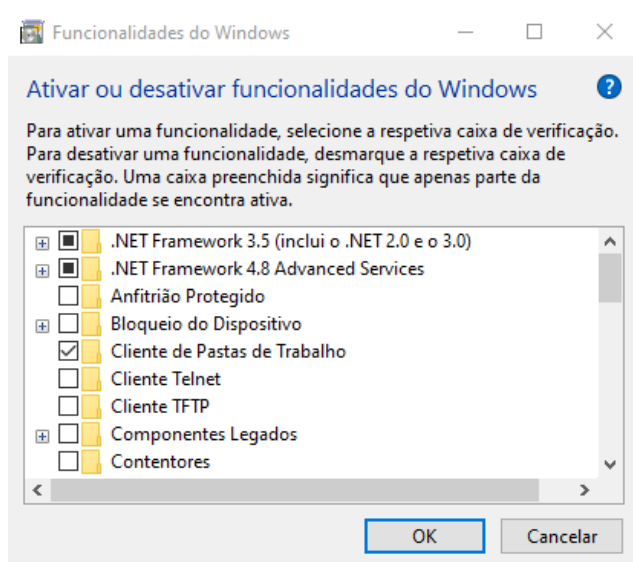 Funcionalidades do Windows
Ativar ou desativar funcionalidades do Windows
Para ativar uma funcionalidade, selecione a respetiva caixa de verificação.
Para desativar uma funcionalidade, desmarque a respetiva caixa de
verificação. Uma caixa preenchida significa que apenas parte da
funcionalidade se encontra ativa.
.NET Framework 3.5 (inclui o .NET 2.0 e o 3.0)
.NET Framework 4.8 Advanced Services
Anfitrião Protegido
Bloqueio do Dispositivo
Cliente de Pastas de Trabalho
Cliente Telnet
Cliente TFTP
Componentes Legados
Contentores
OK Cancelar